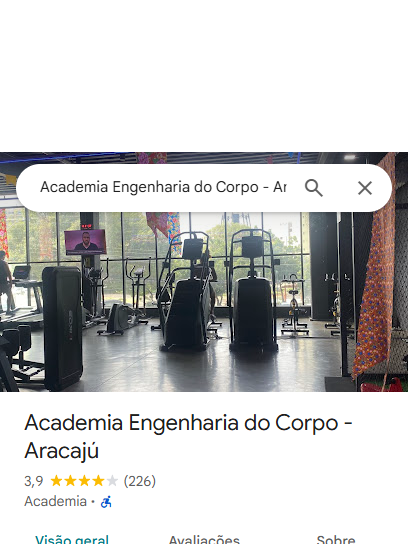 Academia Engenharia do Corpo - Ar
Academia Engenharia do Corpo -
Aracajú
3,9 (226)
Academia ·
Visão geral Avaliações Sobre